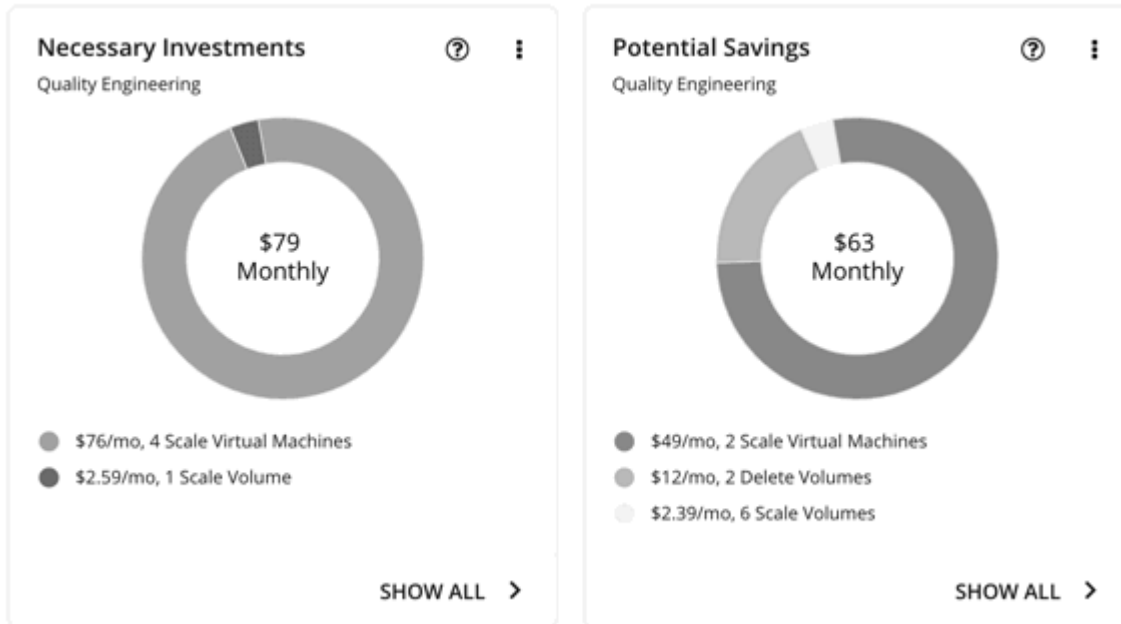 Necessary Investments
Quality Engineering
$79
Monthly
$76/mo, 4 Scale Virtual Machines
$2.59/mo, 1 Scale Volume
SHOW ALL
Potential Savings
Quality Engineering
$63
Monthly
$49/mo, 2 Scale Virtual Machines
$12/mo, 2 Delete Volumes
$2.39/mo, 6 Scale Volumes
SHOW ALL